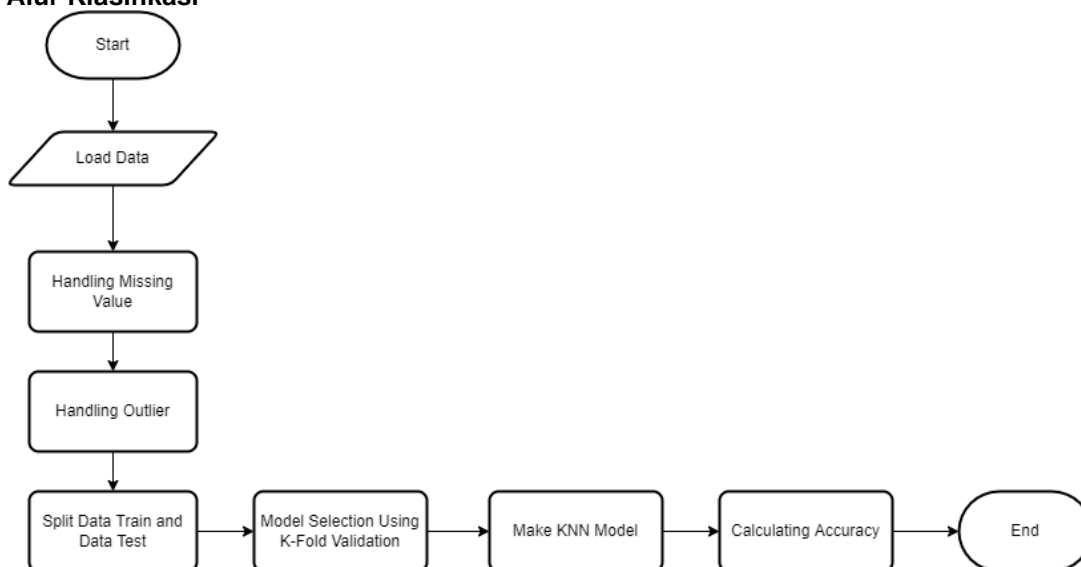 Alur Klasifikasi
Start
Load Data
Handling Missing
Value
Handling Outlier
Split Data Train and
Data Test
Model Selection Using
K-Fold Validation
Make KNN Model
Calculating Accuracy
End